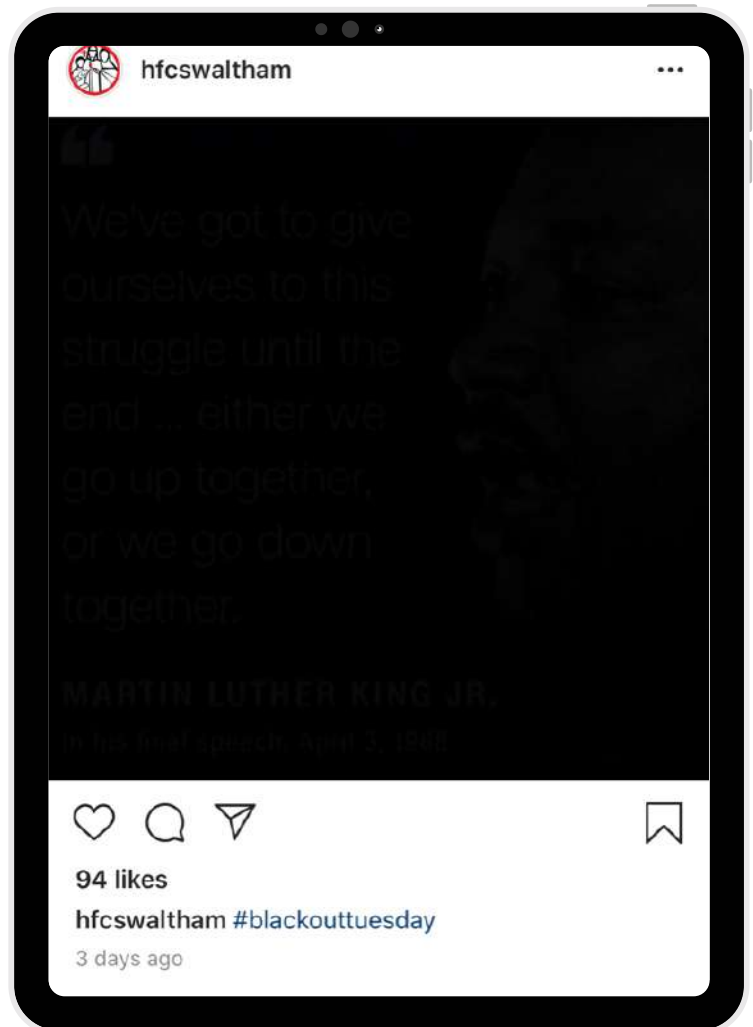 hfcswaltham
“
We've got to give
ourselves to this
struggle until the
end ... either we
go up together,
or we go down
together.
MARTIN LUTHER KING JR.
In his final speech, April 3, 1968
94 likes
hfcswaltham #blackouttuesday
3 days ago